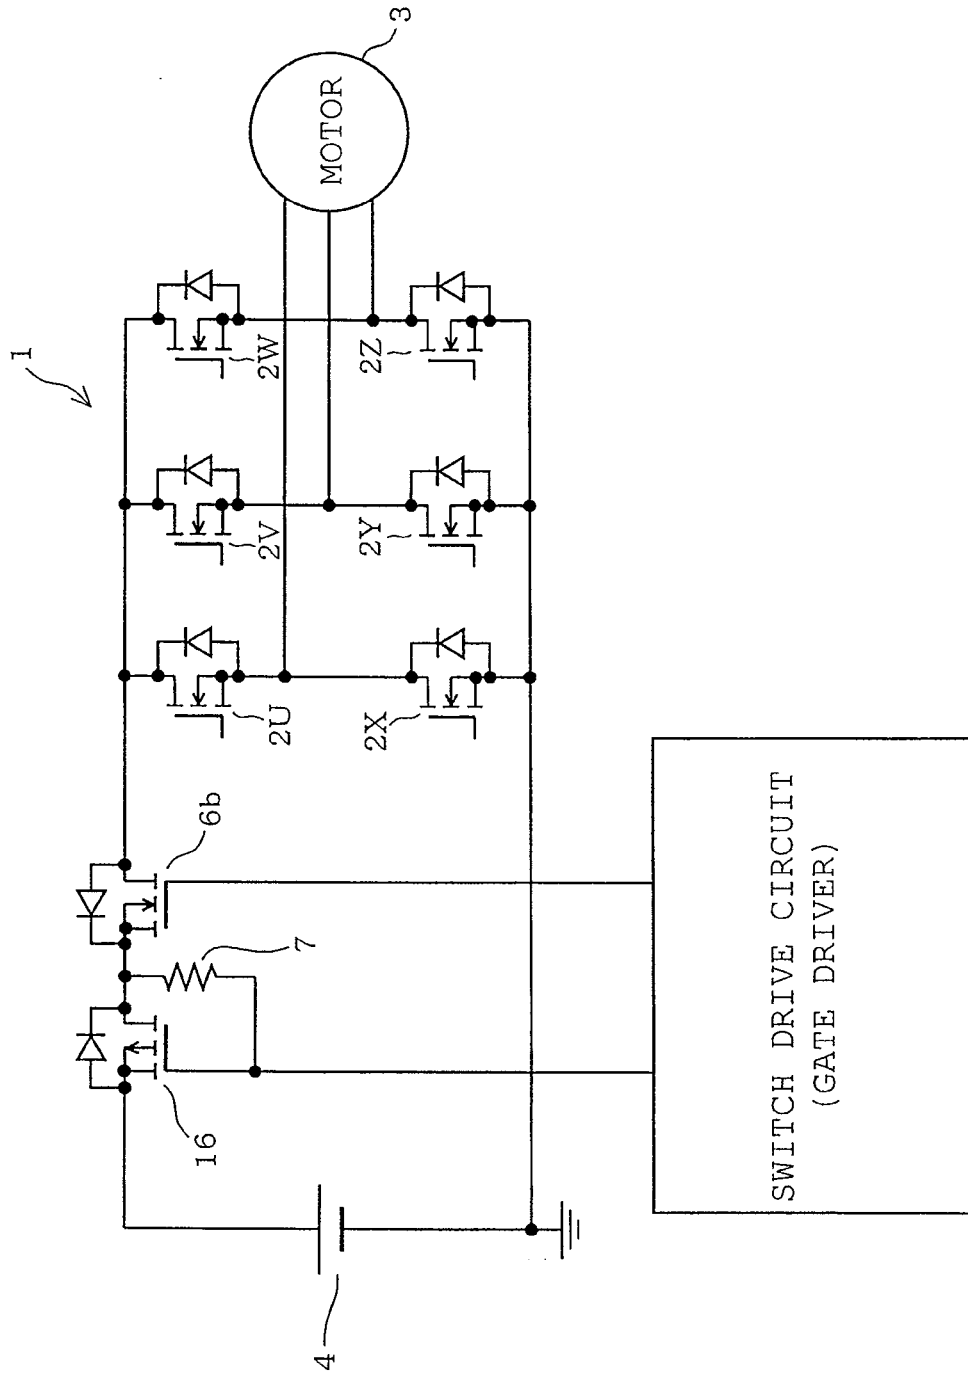 1
MOTOR
3
2U
2V
2W
2X
2Y
2Z
6b
7
16
4
SWITCH DRIVE CIRCUIT
(GATE DRIVER)